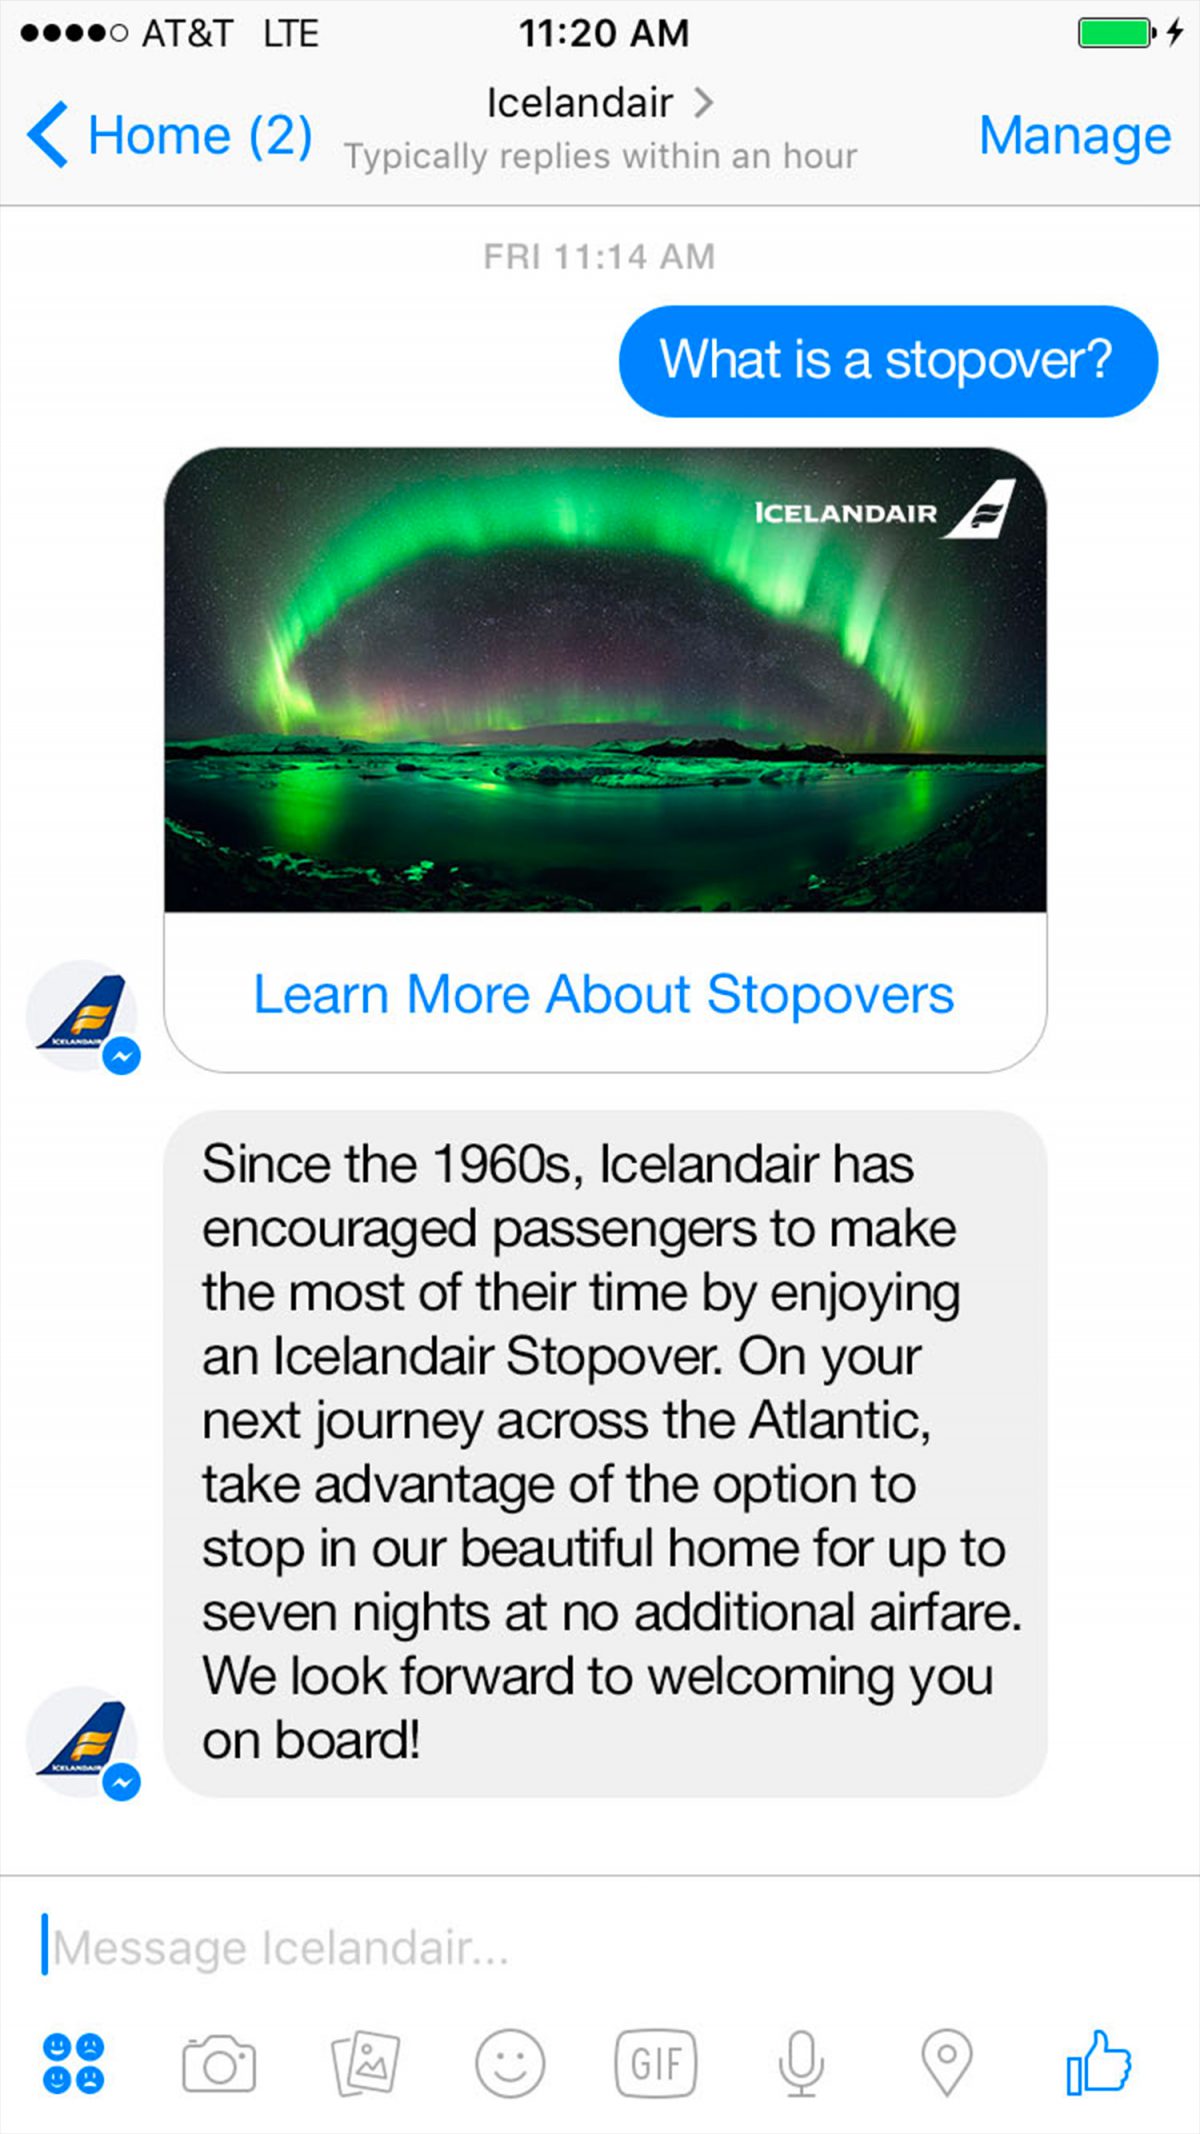 AT&T LTE 11:20 AM
Icelandair
Home (2)
Manage
Typically replies within an hour
FRI 11:14 AM
What is a stopover?
ICELANDAIR
Learn More About Stopovers
ICELANDAIR
Since the 1960s, Icelandair has
encouraged passengers to make
the most of their time by enjoying
an Icelandair Stopover. On your
next journey across the Atlantic,
take advantage of the option to
stop in our beautiful home for up to
seven nights at no additional airfare.
We look forward to welcoming you
on board!
ICELANDAIR
Message Icelandair...
GIF